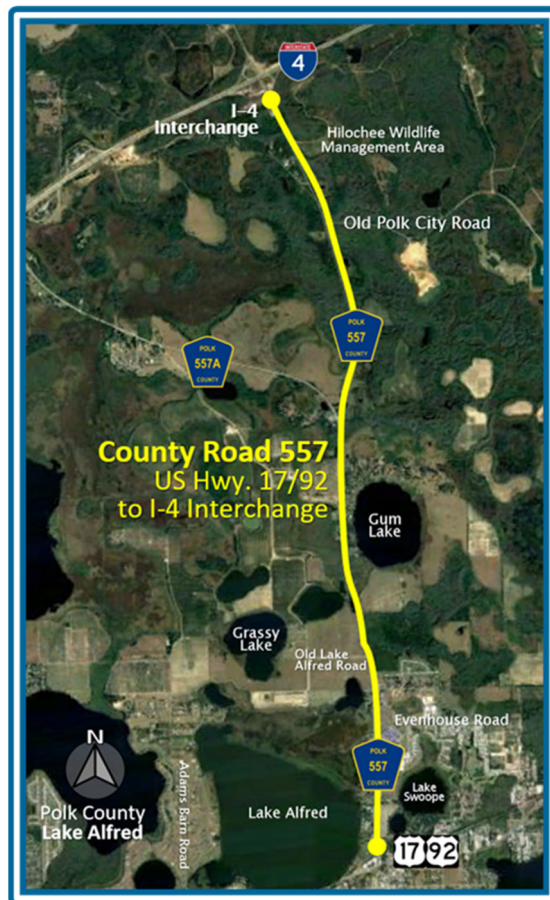 INTERSTATE
4
I-4
Interchange
Hilochee Wildlife
Management Area
Old Polk City Road
POLK
557
COUNTY
POLK
557A
COUNTY
County Road 557
US Hwy. 17/92
to I-4 Interchange
Gum
Lake
Grassy
Lake
Old Lake
Alfred Road
Evenhouse Road
N
POLK
557
COUNTY
Polk County
Lake Alfred
Adams Barn Road
Lake Alfred
Lake
Swoope
17 92